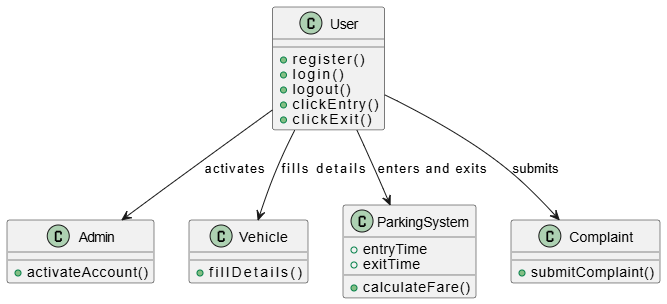 C User
register()
login()
logout()
clickEntry()
clickExit()
activates
fills details
enters and exits
submits
C Admin
activateAccount()
C Vehicle
fillDetails()
C ParkingSystem
entryTime
exitTime
calculateFare()
C Complaint
submitComplaint()